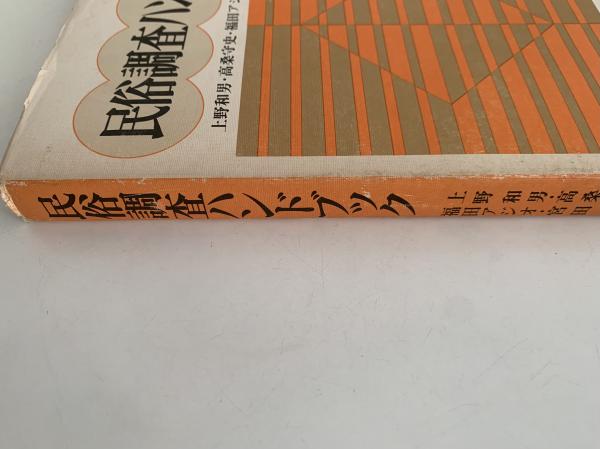 民俗調査ハン
上野和男・高桑守史・福田アジ
民俗調査ハンドブック
上野和男・高桑
福田アジオ・宮田